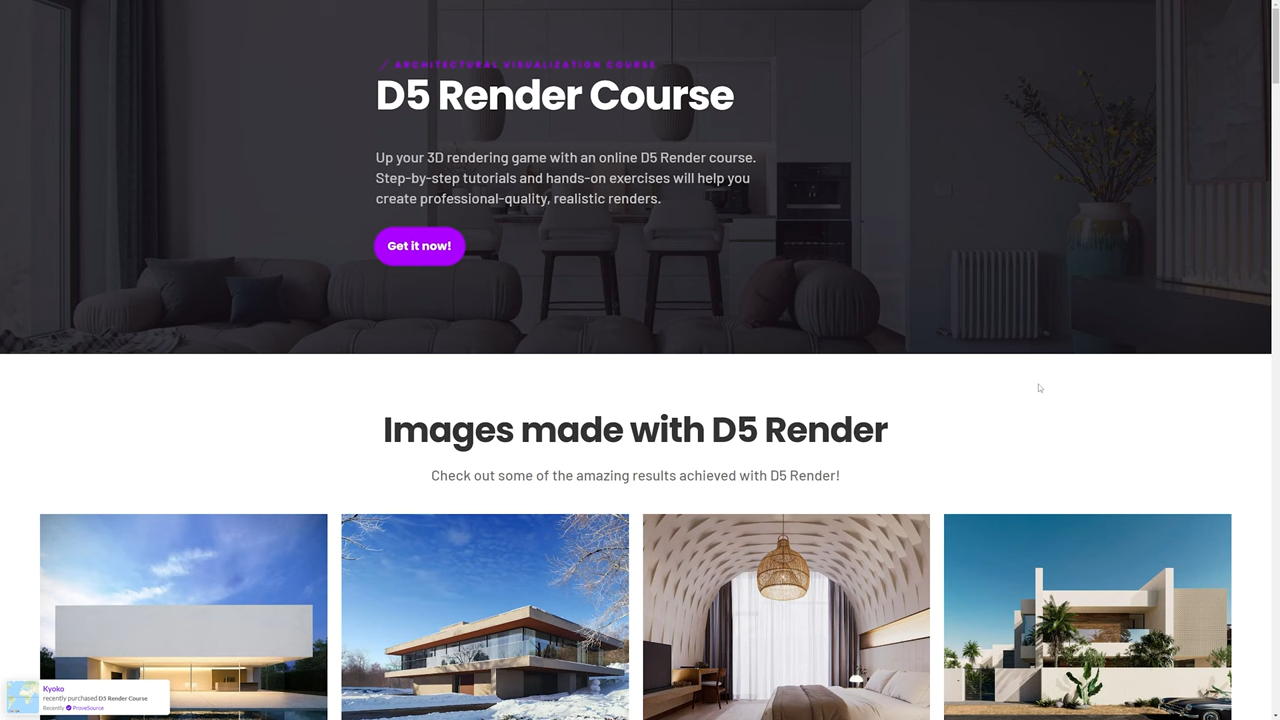 ARCHITECTURAL VISUALIZATION COURSE
D5 Render Course
Up your 3D rendering game with an online D5 Render course.
Step-by-step tutorials and hands-on exercises will help you
create professional-quality, realistic renders.
Get it now!
Images made with D5 Render
Check out some of the amazing results achieved with D5 Render!
Kyoko
recently purchased D5 Render Course
Recently ProveSource